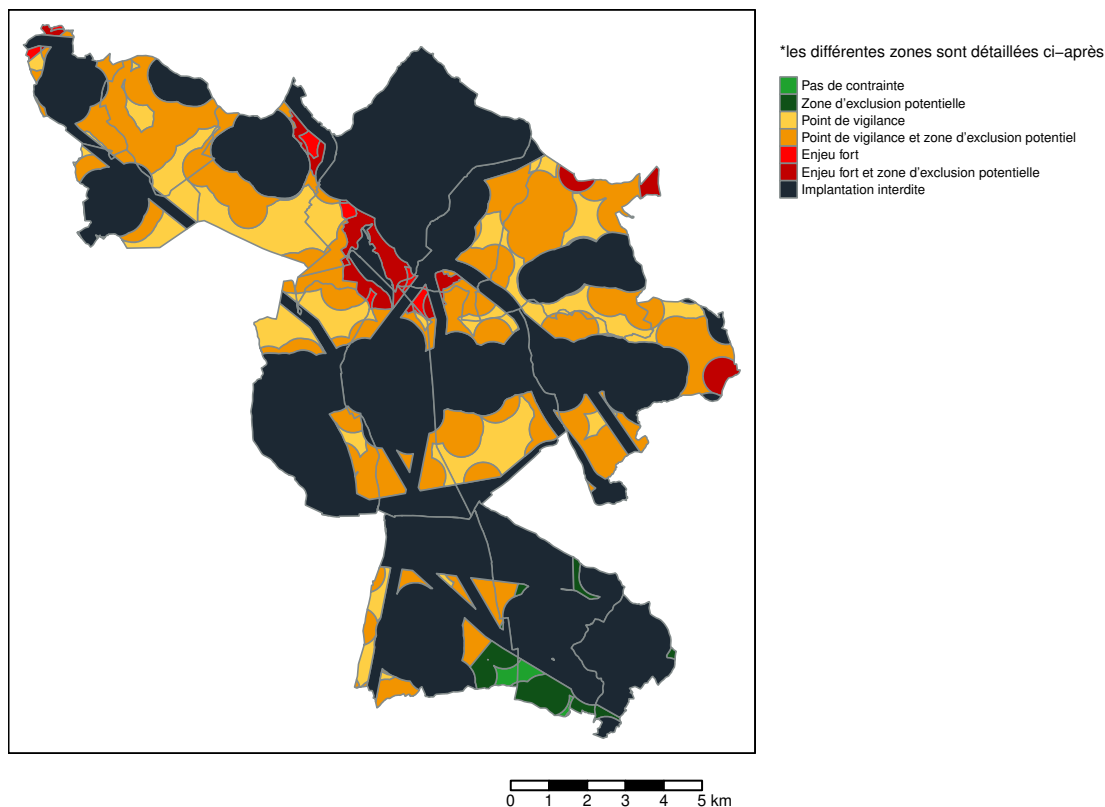 *les différentes zones sont détaillées ci−après
Pas de contrainte
Zone d'exclusion potentielle
Point de vigilance
Point de vigilance et zone d'exclusion potentiel
Enjeu fort
Enjeu fort et zone d'exclusion potentielle
Implantation interdite
0 1 2 3 4 5 km